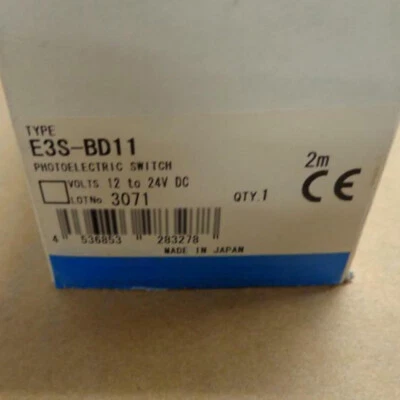 TYPE
E3S-BD11
PHOTOELECTRIC SWITCH
2m
VOLTS 12 to 24V DC
LOTNo 3071
QTY.1
CE
4 536853 283278
MADE IN JAPAN